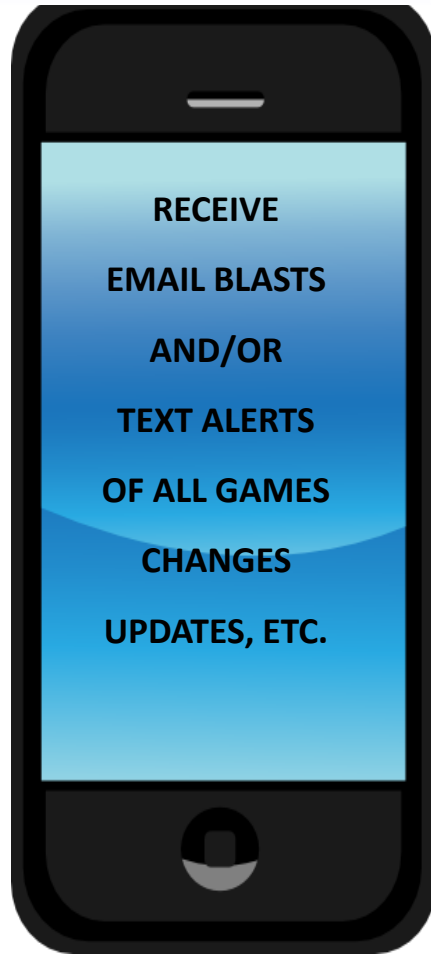 RECEIVE
EMAIL BLASTS
AND/OR
TEXT ALERTS
OF ALL GAMES
CHANGES
UPDATES, ETC.